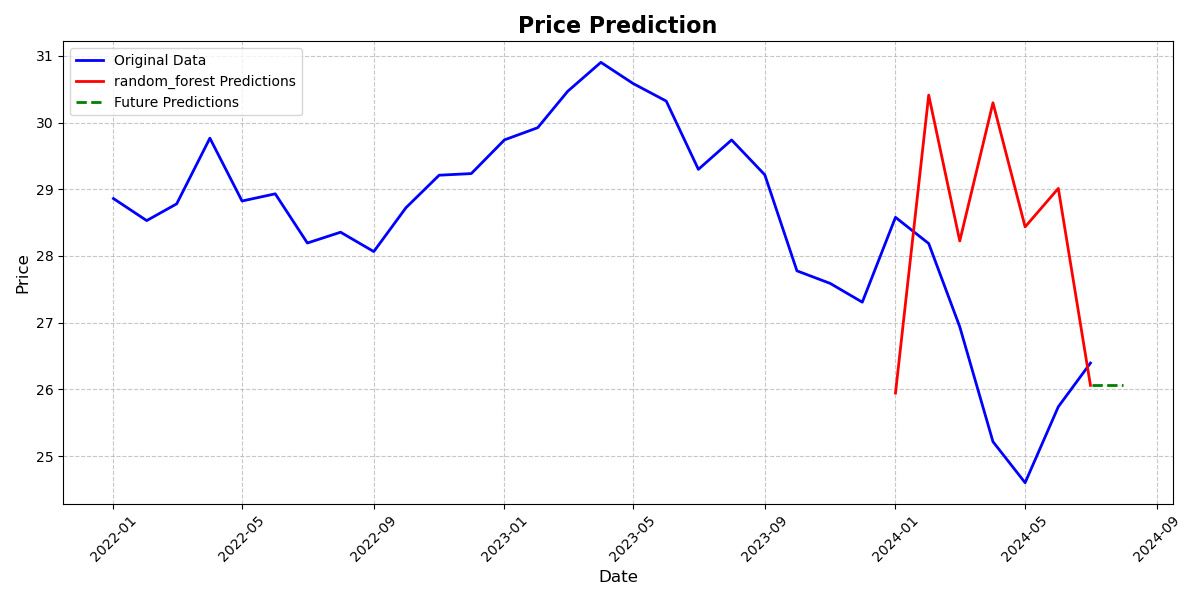 Price Prediction
Original Data
random_forest Predictions
Future Predictions
31
30
29
28
27
26
25
Price
2022-01
2022-05
2022-09
2023-01
2023-05
2023-09
2024-01
2024-05
2024-09
Date